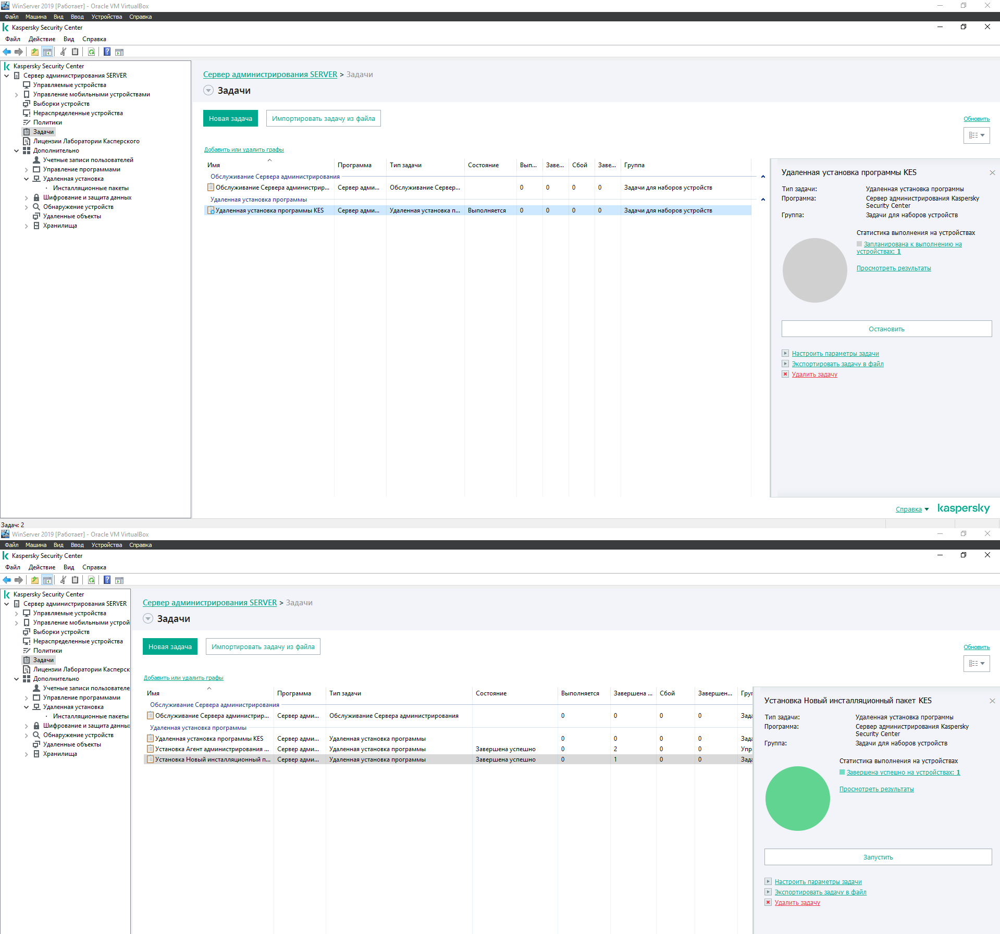 WinServer 2019 [Работает] - Oracle VM VirtualBox
Файл Машина Вид Ввод Устройства Справка
Kaspersky Security Center
Файл Действие Вид Справка
Kaspersky Security Center
Сервер администрирования SERVER
Управляемые устройства
Управление мобильными устройствами
Выборки устройств
Нераспределенные устройства
Политики
Задачи
Лицензии Лаборатории Касперского
Дополнительно
Учетные записи пользователей
Управление программами
Удаленная установка
Инсталляционные пакеты
Шифрование и защита данных
Обнаружение устройств
Удаленные объекты
Хранилища
Сервер администрирования SERVER > Задачи
Задачи
Новая задача Импортировать задачу из файла
Обновить
Добавить или удалить графы
Имя Программа Тип задачи Состояние Вып... Заве... Сбой Заве... Группа
Обслуживание Сервера администрирования
Обслуживание Сервера администрир... Сервер адми... Обслуживание Сервер... 0 0 0 0 Задачи для наборов устройств
Удаленная установка программы
Удаленная установка программы KES Сервер адми... Удаленная установка п... Выполняется 0 0 0 0 Задачи для наборов устройств
Удаленная установка программы KES
Тип задачи: Удаленная установка программы
Программа: Сервер администрирования Kaspersky
Security Center
Группа: Задачи для наборов устройств
Статистика выполнения на устройствах
Запланирована к выполнению на
устройствах: 1
Просмотреть результаты
Остановить
Настроить параметры задачи
Экспортировать задачу в файл
Удалить задачу
Справка kaspersky
Задач: 2
WinServer 2019 [Работает] - Oracle VM VirtualBox
Файл Машина Вид Ввод Устройства Справка
Kaspersky Security Center
Файл Действие Вид Справка
Kaspersky Security Center
Сервер администрирования SERVER
Управляемые устройства
Управление мобильными устрой
Выборки устройств
Нераспределенные устройства
Политики
Задачи
Лицензии Лаборатории Касперск
Дополнительно
Учетные записи пользователе
Управление программами
Удаленная установка
Инсталляционные пакеты
Шифрование и защита данны
Обнаружение устройств
Удаленные объекты
Хранилища
Сервер администрирования SERVER > Задачи
Задачи
Новая задача Импортировать задачу из файла
Обновить
Добавить или удалить графы
Имя Программа Тип задачи Состояние Выполняется Завершена ... Сбой Завершен... Гру
Обслуживание Сервера администрирования
Обслуживание Сервера администрир... Сервер адми... Обслуживание Сервера администрирования 0 0 0 0 Зада
Удаленная установка программы
Удаленная установка программы KES Сервер адми... Удаленная установка программы 0 0 0 0 Зада
Установка Агент администрирования ... Сервер адми... Удаленная установка программы Завершена успешно 0 2 0 0 Упр
Установка Новый инсталляционный п... Сервер адми... Удаленная установка программы Завершена успешно 0 1 0 0 Зада
Установка Новый инсталляционный пакет KES
Тип задачи: Удаленная установка программы
Программа: Сервер администрирования Kaspersky
Security Center
Группа: Задачи для наборов устройств
Статистика выполнения на устройствах
Завершена успешно на устройствах: 1
Просмотреть результаты
Запустить
Настроить параметры задачи
Экспортировать задачу в файл
Удалить задачу